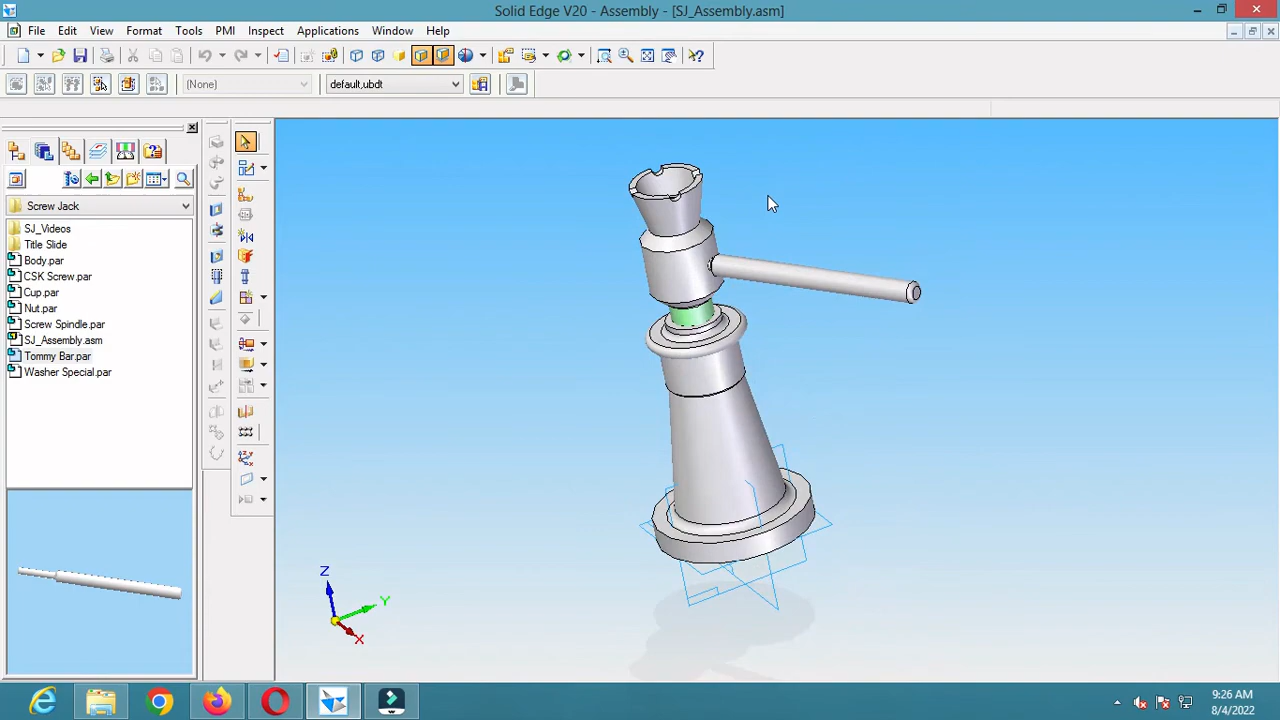 Solid Edge V20 - Assembly - [SJ_Assembly.asm]
File Edit View Format Tools PMI Inspect Applications Window Help
(None) default,ubdt
Screw Jack
SJ_Videos
Title Slide
Body.par
CSK Screw.par
Cup.par
Nut.par
Screw Spindle.par
SJ_Assembly.asm
Tommy Bar.par
Washer Special.par
Z
Y
X
9:26 AM
8/4/2022